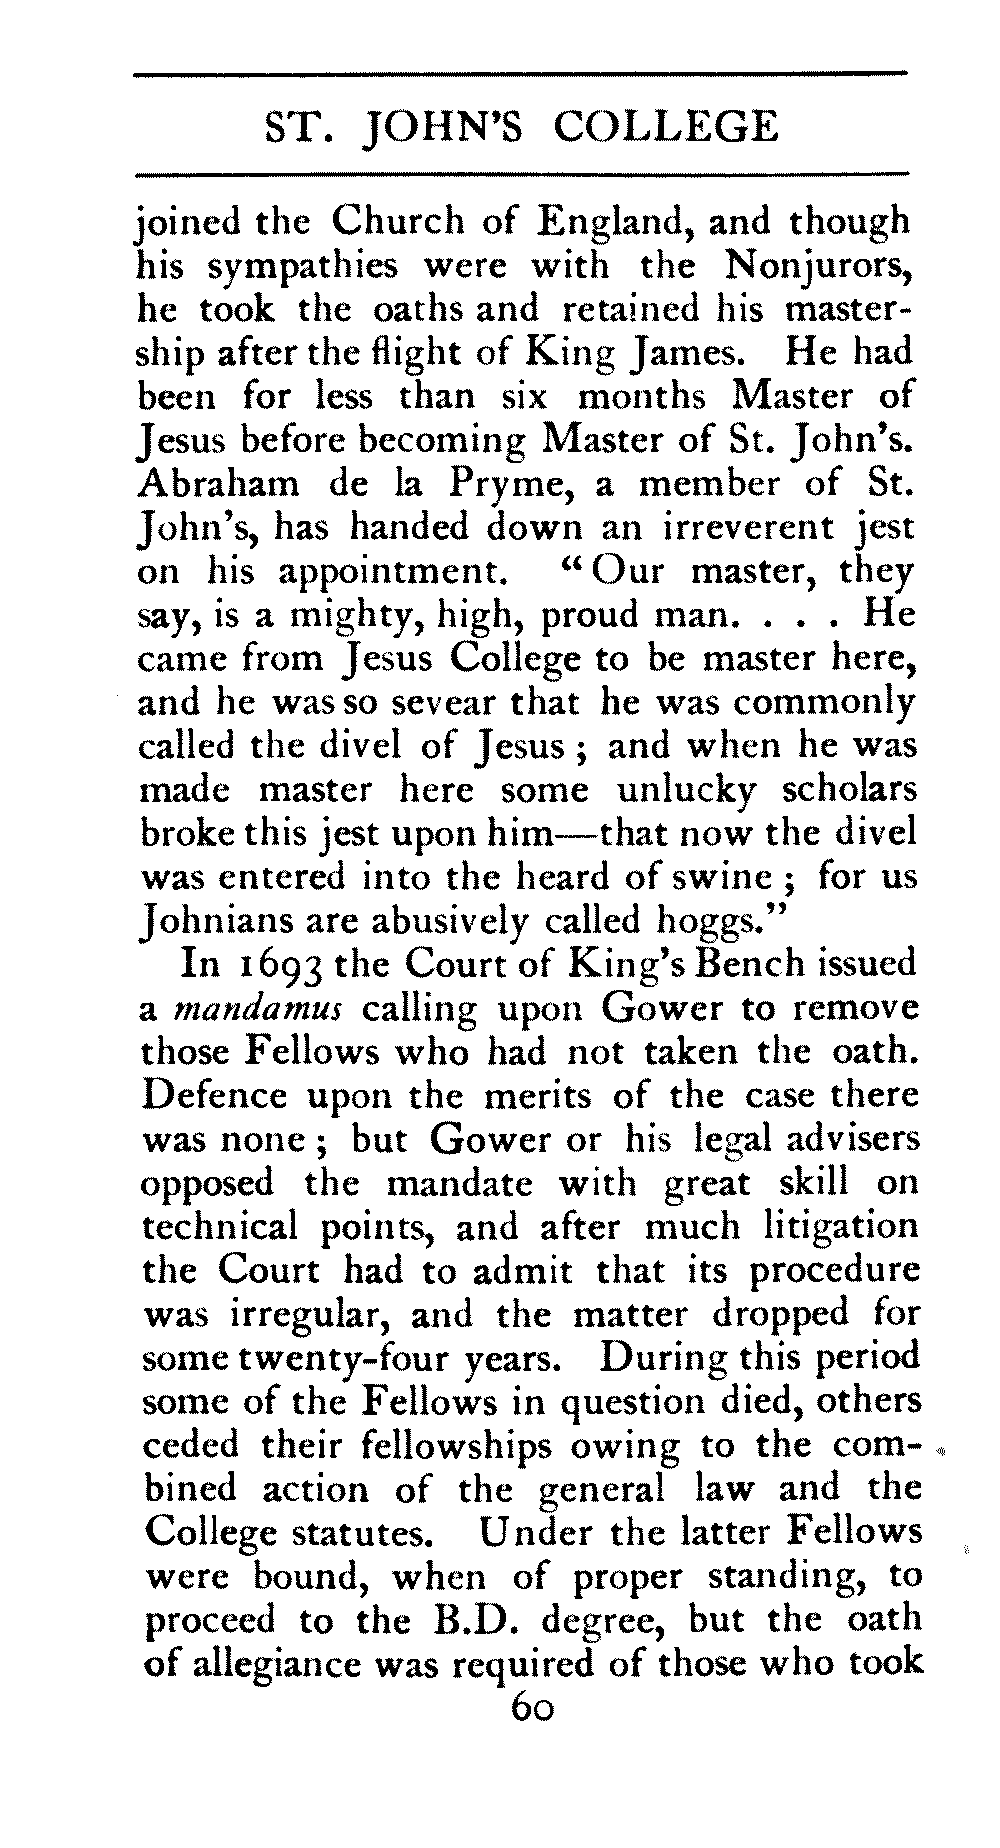 ST. JOHN'S COLLEGE
joined the Church of England, and though
his sympathies were with the Nonjurors,
he took the oaths and retained his master-
ship after the flight of King James. He had
been for less than six months Master of
Jesus before becoming Master of St. John's.
Abraham de la Pryme, a member of St.
John's, has handed down an irreverent jest
on his appointment. "Our master, they
say, is a mighty, high, proud man. . . . He
came from Jesus College to be master here,
and he was so sevear that he was commonly
called the divel of Jesus ; and when he was
made master here some unlucky scholars
broke this jest upon him—that now the divel
was entered into the heard of swine ; for us
Johnians are abusively called hoggs."
In 1693 the Court of King's Bench issued
a mandamus calling upon Gower to remove
those Fellows who had not taken the oath.
Defence upon the merits of the case there
was none ; but Gower or his legal advisers
opposed the mandate with great skill on
technical points, and after much litigation
the Court had to admit that its procedure
was irregular, and the matter dropped for
some twenty-four years. During this period
some of the Fellows in question died, others
ceded their fellowships owing to the com-
bined action of the general law and the
College statutes. Under the latter Fellows
were bound, when of proper standing, to
proceed to the B.D. degree, but the oath
of allegiance was required of those who took
60